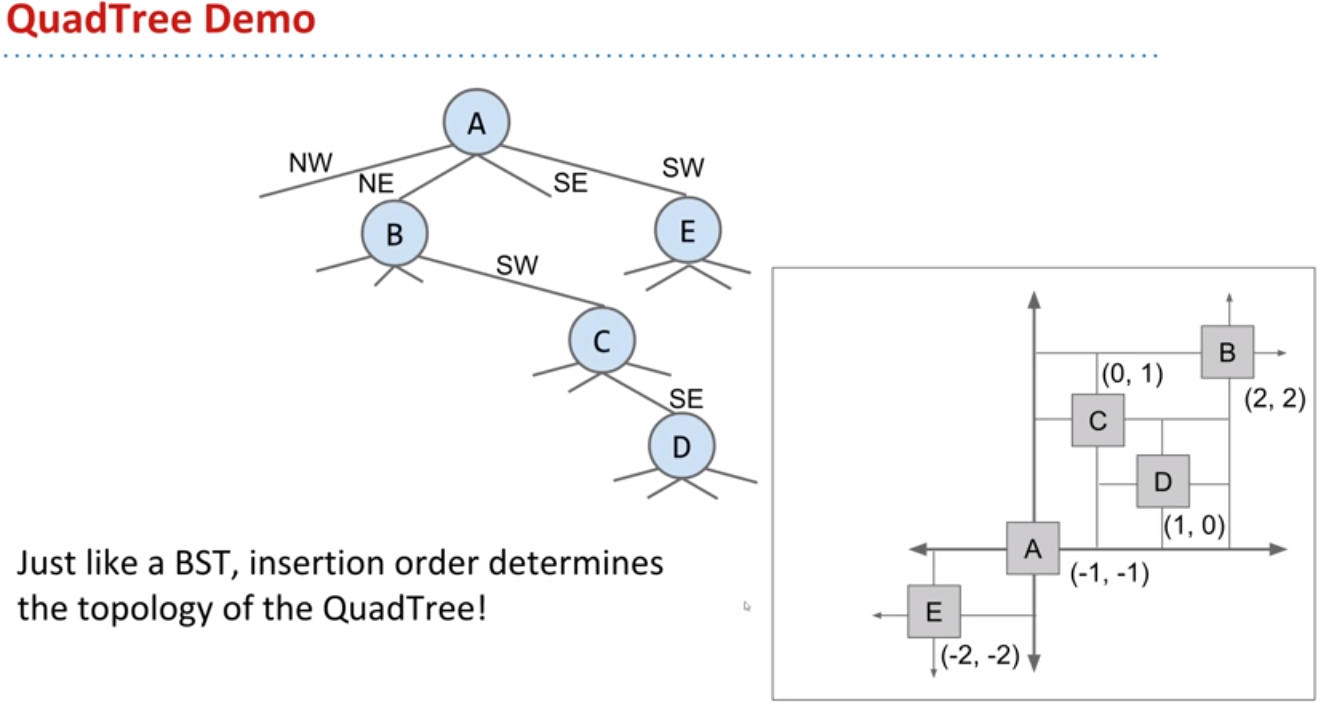 QuadTree Demo
A
NW
NE
SE
SW
B
E
SW
C
SE
D
B
(0, 1)
(2, 2)
C
D
(1, 0)
A
(-1, -1)
E
(-2, -2)
Just like a BST, insertion order determines
the topology of the QuadTree!